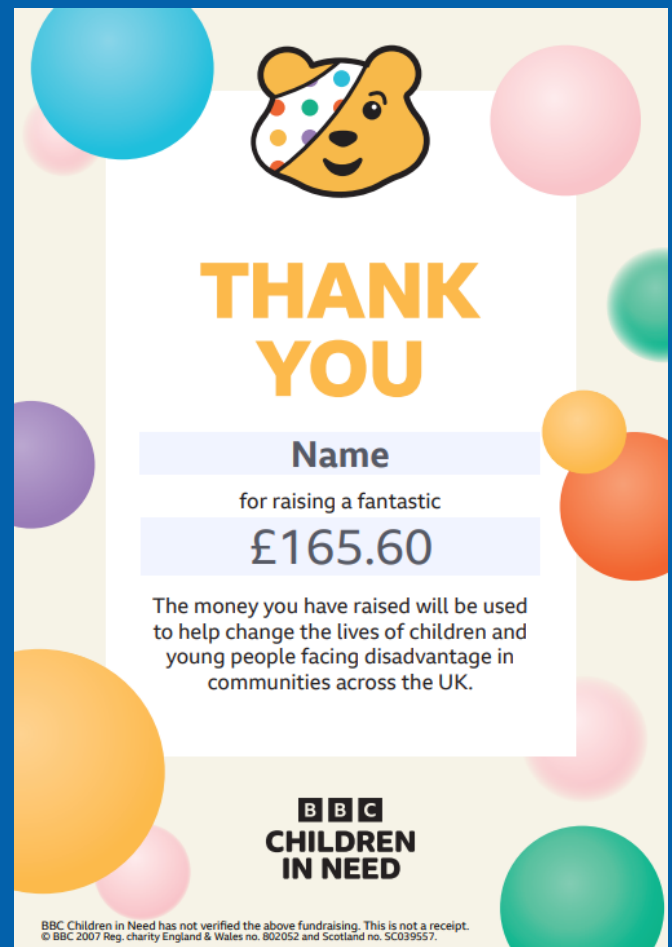 THANK
YOU
Name
for raising a fantastic
£165.60
The money you have raised will be used
to help change the lives of children and
young people facing disadvantage in
communities across the UK.
BBC
CHILDREN
IN NEED
BBC Children in Need has not verified the above fundraising. This is not a receipt.
© BBC 2007 Reg. charity England & Wales no. 802052 and Scotland no. SC039557.